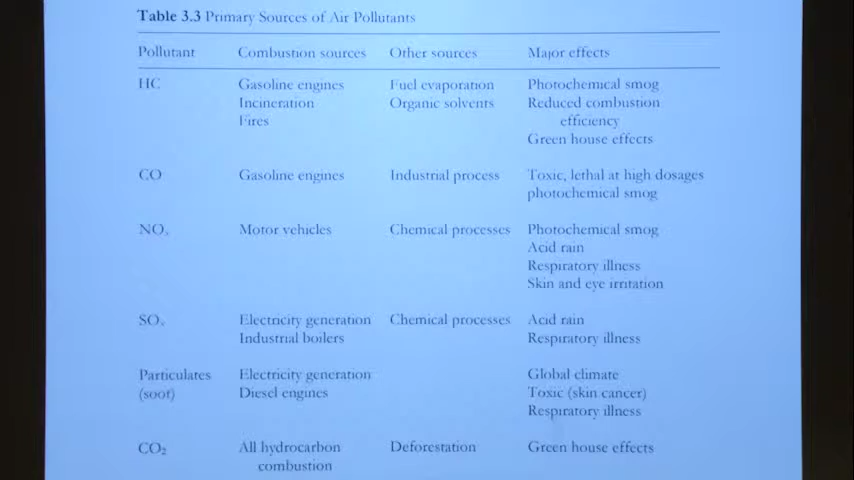 Table 3.3 Primary Sources of Air Pollutants
Pollutant Combustion sources Other sources Major effects
HC Gasoline engines Fuel evaporation Photochemical smog
Incineration Organic solvents Reduced combustion
Fires efficiency
Green house effects
CO Gasoline engines Industrial process Toxic, lethal at high dosages
photochemical smog
NOx Motor vehicles Chemical processes Photochemical smog
Acid rain
Respiratory illness
Skin and eye irritation
SOx Electricity generation Chemical processes Acid rain
Industrial boilers Respiratory illness
Particulates Electricity generation Global climate
(soot) Diesel engines Toxic (skin cancer)
Respiratory illness
CO₂ All hydrocarbon Deforestation Green house effects
combustion